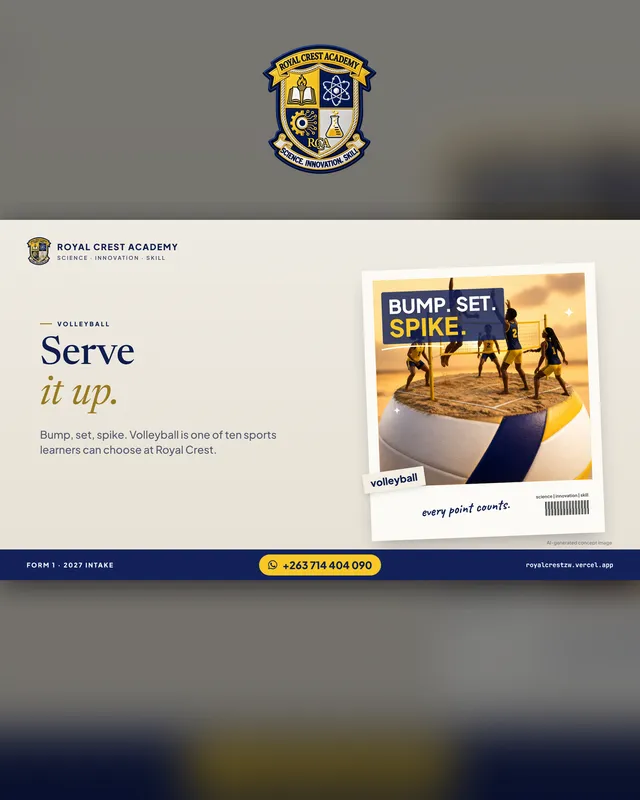 ROYAL CREST ACADEMY
RCA
SCIENCE. INNOVATION. SKILL
ROYAL CREST ACADEMY
SCIENCE · INNOVATION · SKILL
VOLLEYBALL
Serve
it up.
Bump, set, spike. Volleyball is one of ten sports
learners can choose at Royal Crest.
BUMP. SET.
SPIKE.
2
volleyball
every point counts.
science | innovation | skill
AI-generated concept image
FORM 1 · 2027 INTAKE
+263 714 404 090
royalcrestzw.vercel.app